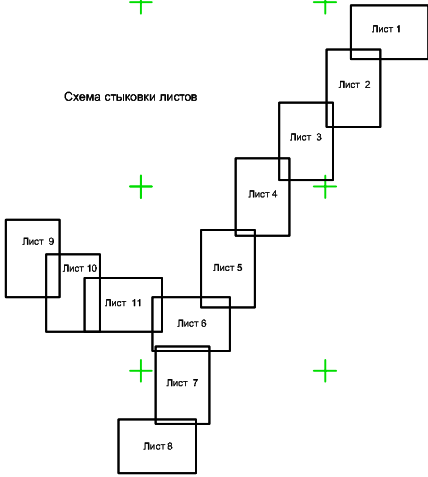 Лист 1
Лист 2
Схема стыковки листов
Лист 3
Лист 4
Лист 9
Лист 10
Лист 5
Лист 11
Лист 6
Лист 7
Лист 8